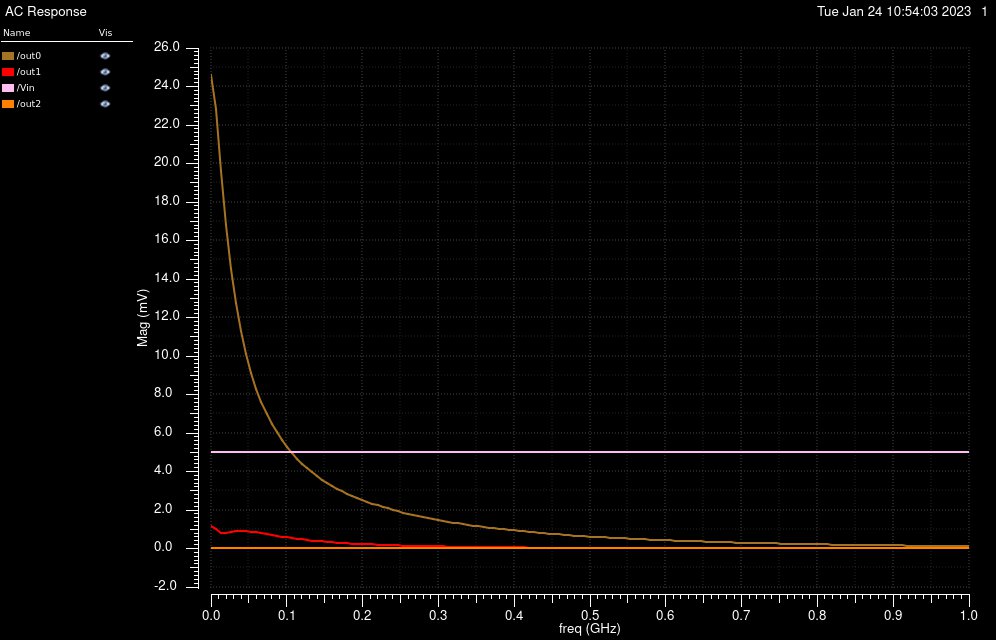 AC Response
Tue Jan 24 10:54:03 2023 1
Name Vis
/out0
/out1
/Vin
/out2
26.0
24.0
22.0
20.0
18.0
16.0
14.0
12.0
10.0
8.0
6.0
4.0
2.0
0.0
-2.0
Mag (mV)
0.0 0.1 0.2 0.3 0.4 0.5 0.6 0.7 0.8 0.9 1.0
freq (GHz)